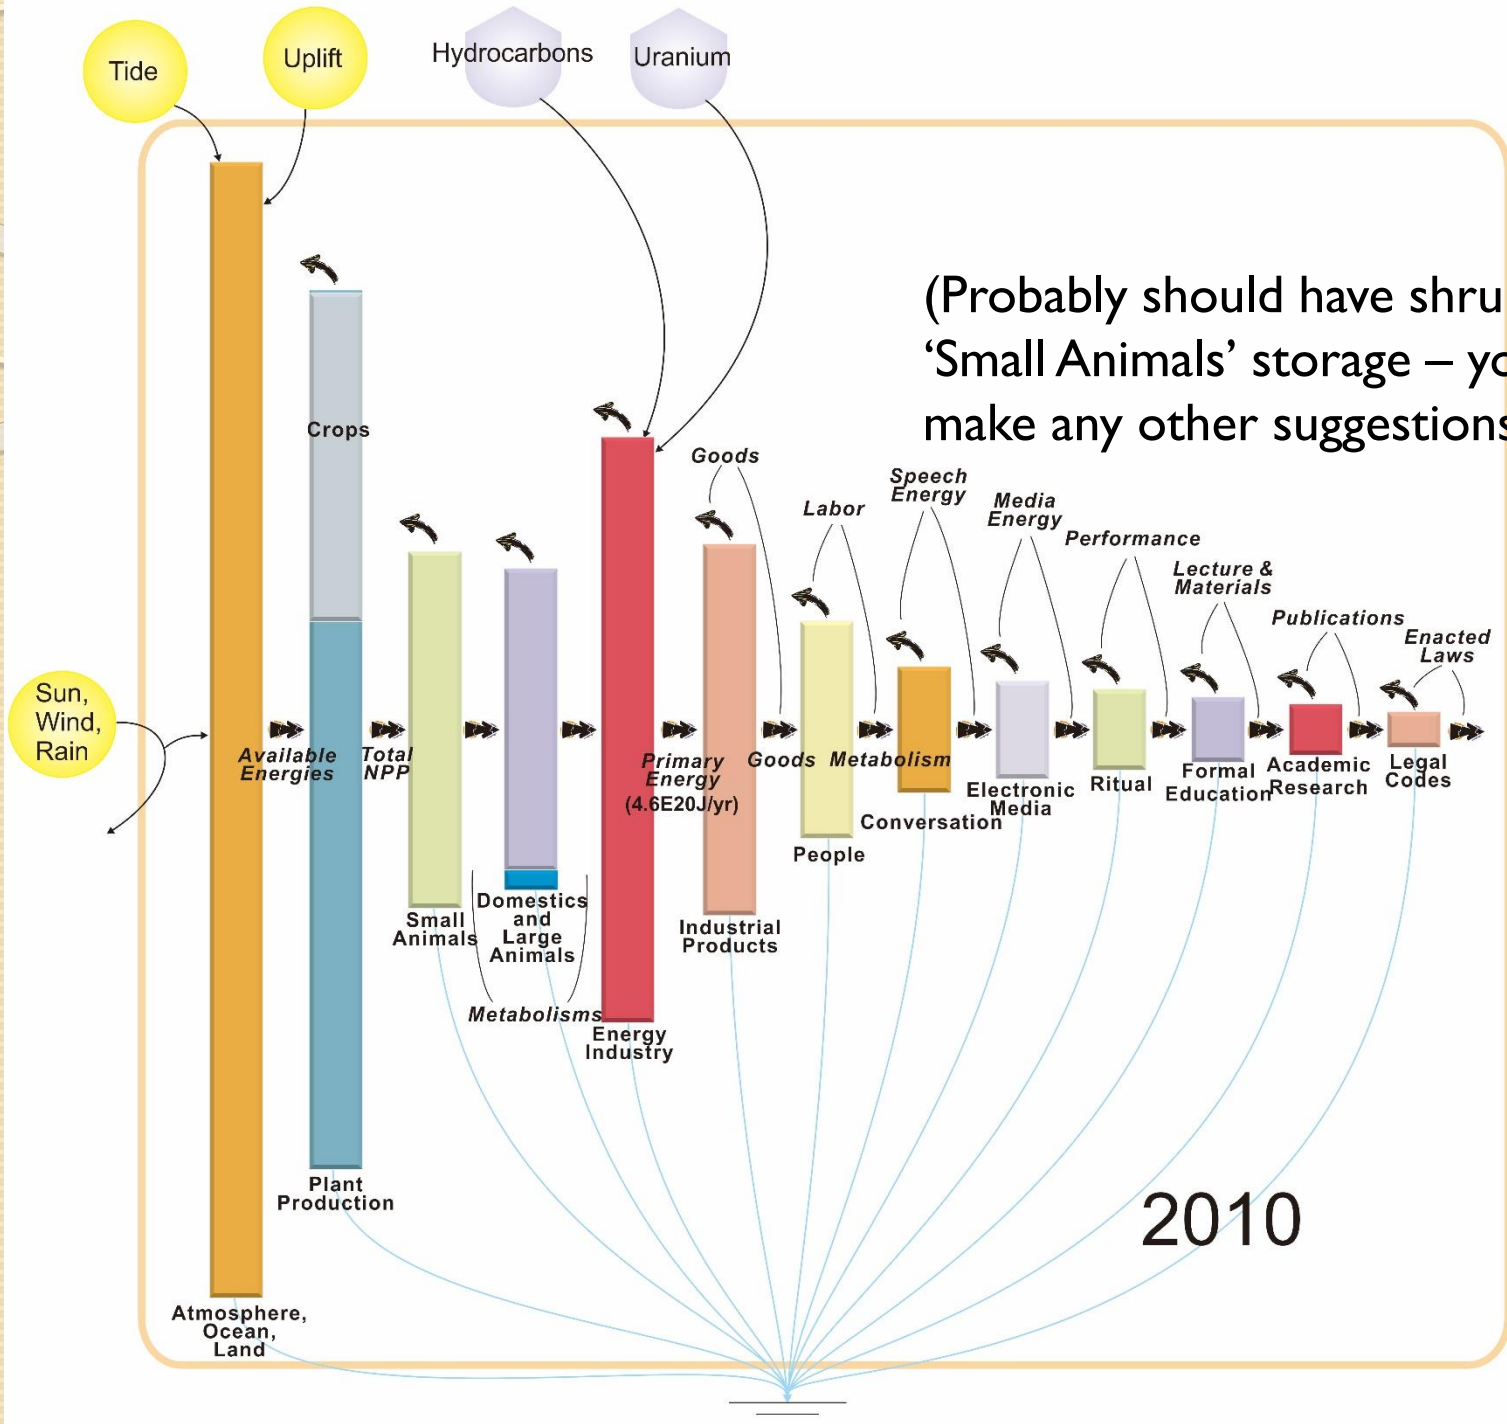 Tide
Uplift
Hydrocarbons
Uranium
(Probably should have
‘Small Animals’ storage –
make any other suggestions
Crops
Goods
Speech
Energy
Labor
Media
Energy
Performance
Lecture &
Materials
Publications
Enacted
Laws
Sun,
Wind,
Rain
Available
Energies
Total
NPP
Primary
Energy
(4.6E20J/yr)
Goods
Metabolism
Electronic
Media
Ritual
Formal
Education
Academic
Research
Legal
Codes
Conversation
People
Domestics
and
Large
Animals
Small
Animals
Industrial
Products
Metabolisms
Energy
Industry
Plant
Production
2010
Atmosphere,
Ocean,
Land